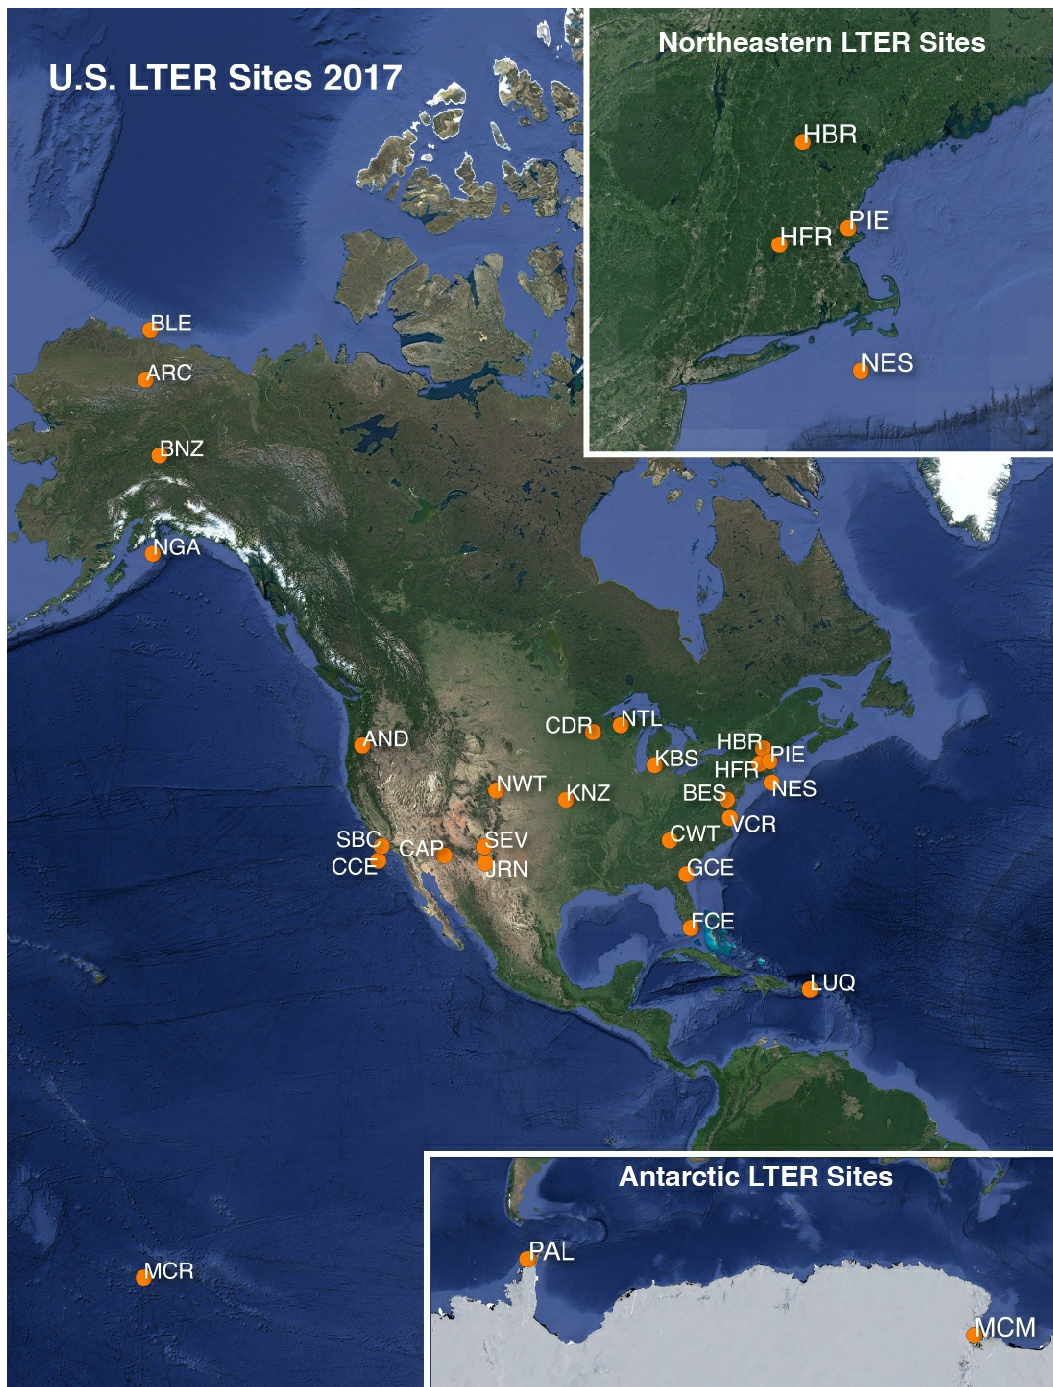 U.S. LTER Sites 2017
Northeastern LTER Sites
HBR
PIE
HFR
NES
BLE
ARC
BNZ
NGA
AND
CDR
NTL
KBS
HBR
PIE
HFR
NES
NWT
KNZ
BES
VCR
SBC
CAP
SEV
CWT
CCE
JRN
GCE
FCE
LUQ
MCR
Antarctic LTER Sites
PAL
MCM